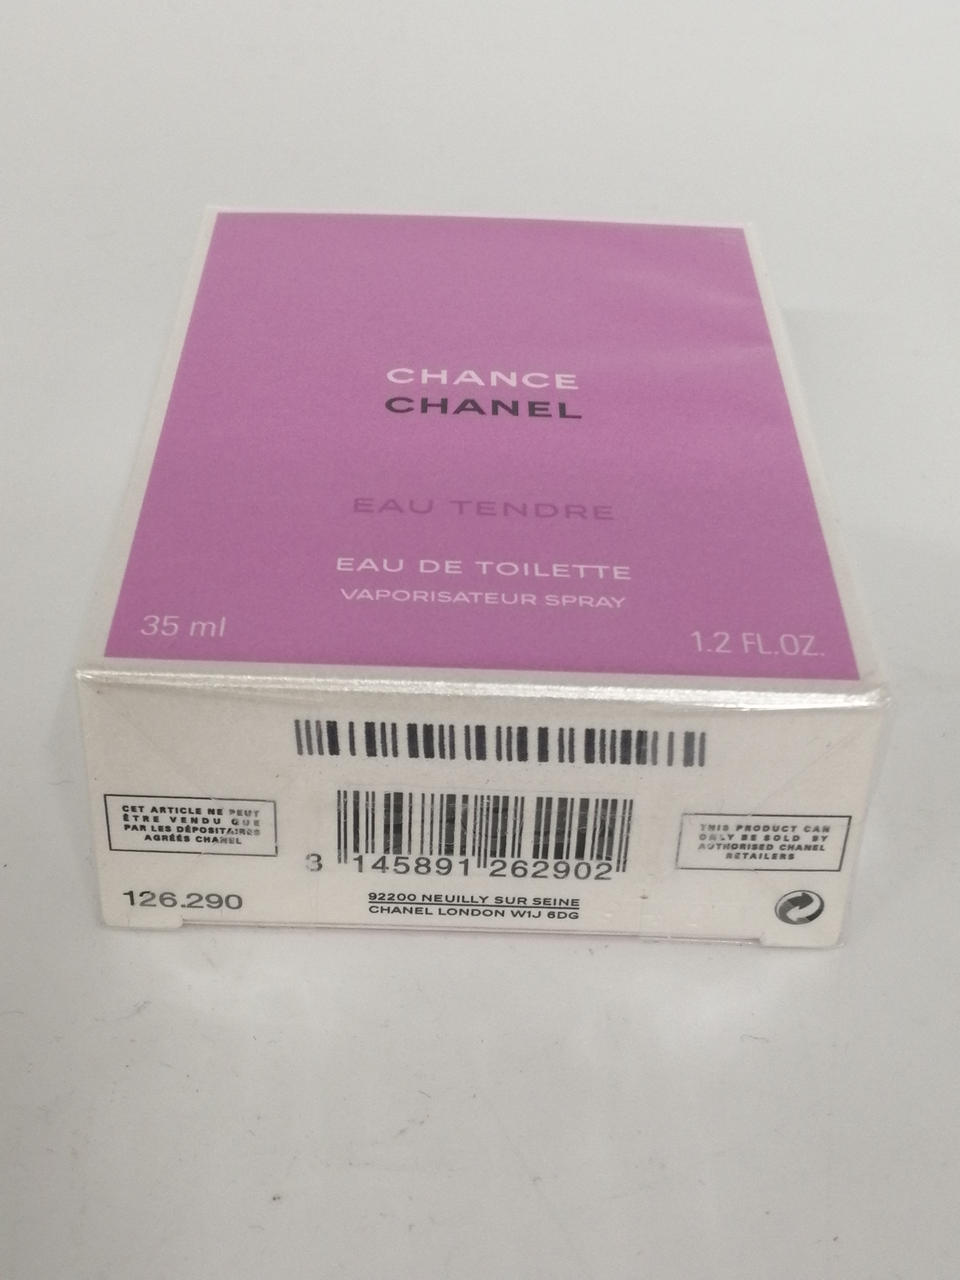 CHANCE
CHANEL
EAU TENDRE
EAU DE TOILETTE
VAPORISATEUR SPRAY
35 ml
1.2 FL.OZ.
CET ARTICLE NE PEUT
ÊTRE VENDU QUE
PAR LES DÉPOSITAIRES
AGRÉÉS CHANEL
3 145891 262902
THIS PRODUCT CAN
ONLY BE SOLD BY
AUTHORISED CHANEL
RETAILERS
126.290
92200 NEUILLY SUR SEINE
CHANEL LONDON W1J 6DG